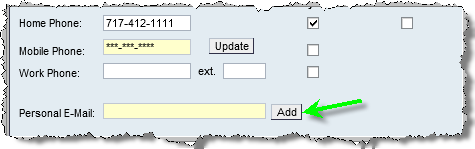 Home Phone: 717-412-1111
Mobile Phone: ***-***-**** Update
Work Phone: ext.
Personal E-Mail: Add